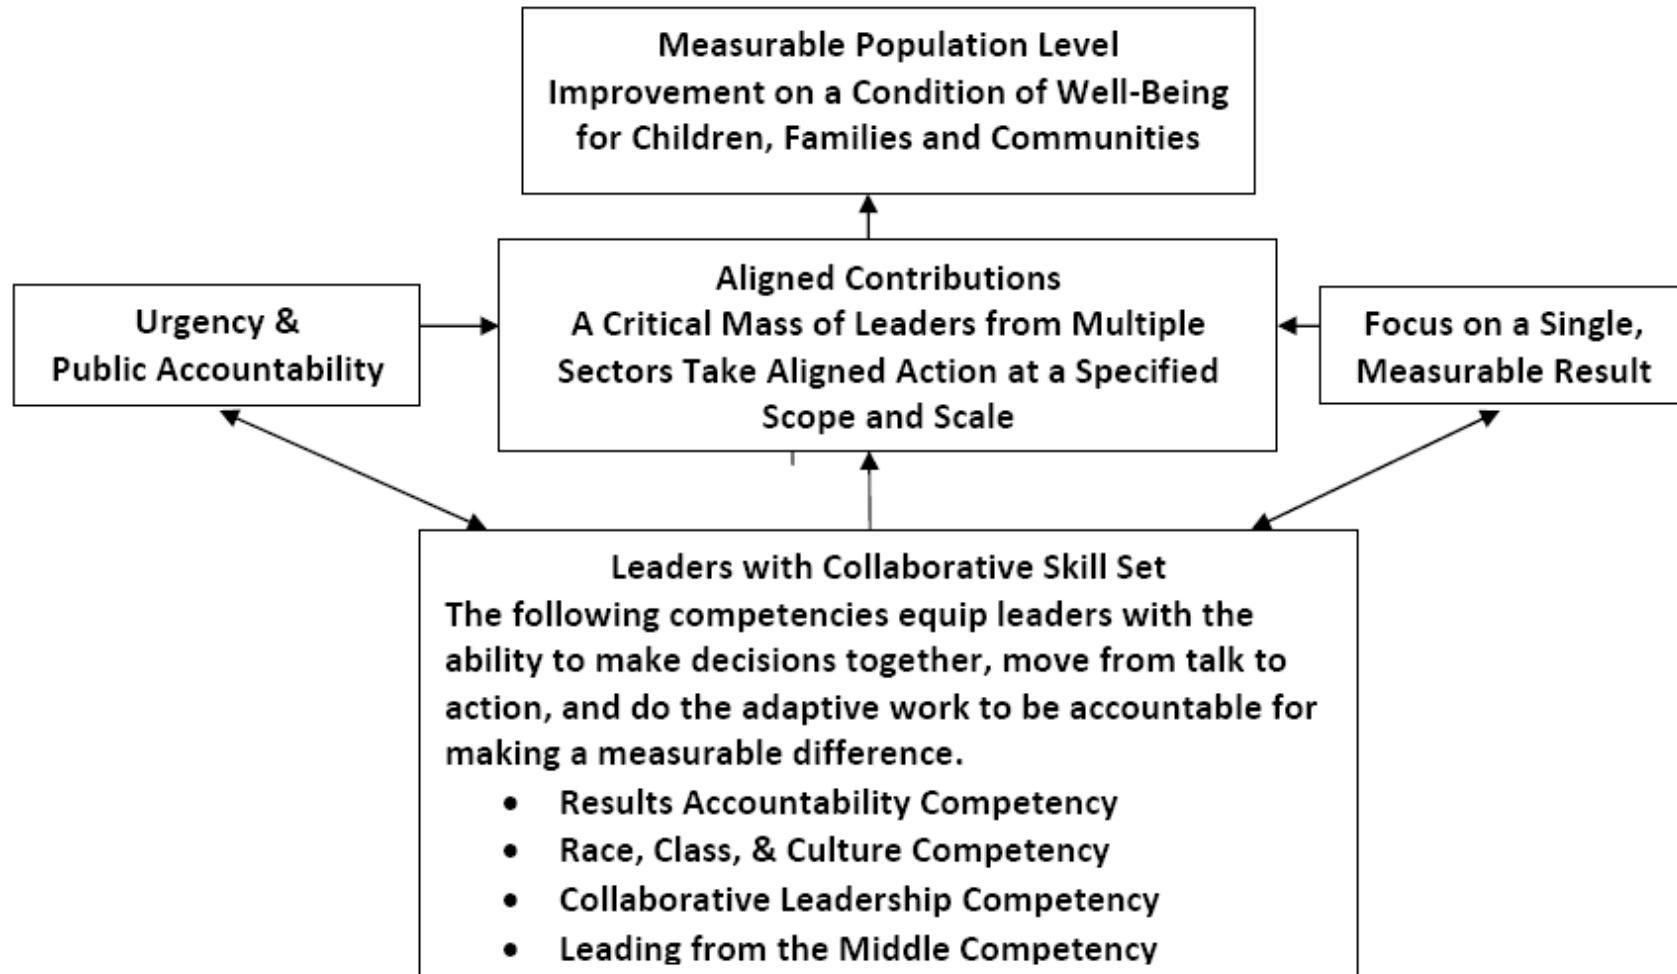 Measurable Population Level
Improvement on a Condition of Well-Being
for Children, Families and Communities
Urgency &
Public Accountability
Aligned Contributions
A Critical Mass of Leaders from Multiple
Sectors Take Aligned Action at a Specified
Scope and Scale
Focus on a Single,
Measurable Result
Leaders with Collaborative Skill Set
The following competencies equip leaders with the
ability to make decisions together, move from talk to
action, and do the adaptive work to be accountable for
making a measurable difference.
• Results Accountability Competency
• Race, Class, & Culture Competency
• Collaborative Leadership Competency
• Leading from the Middle Competency